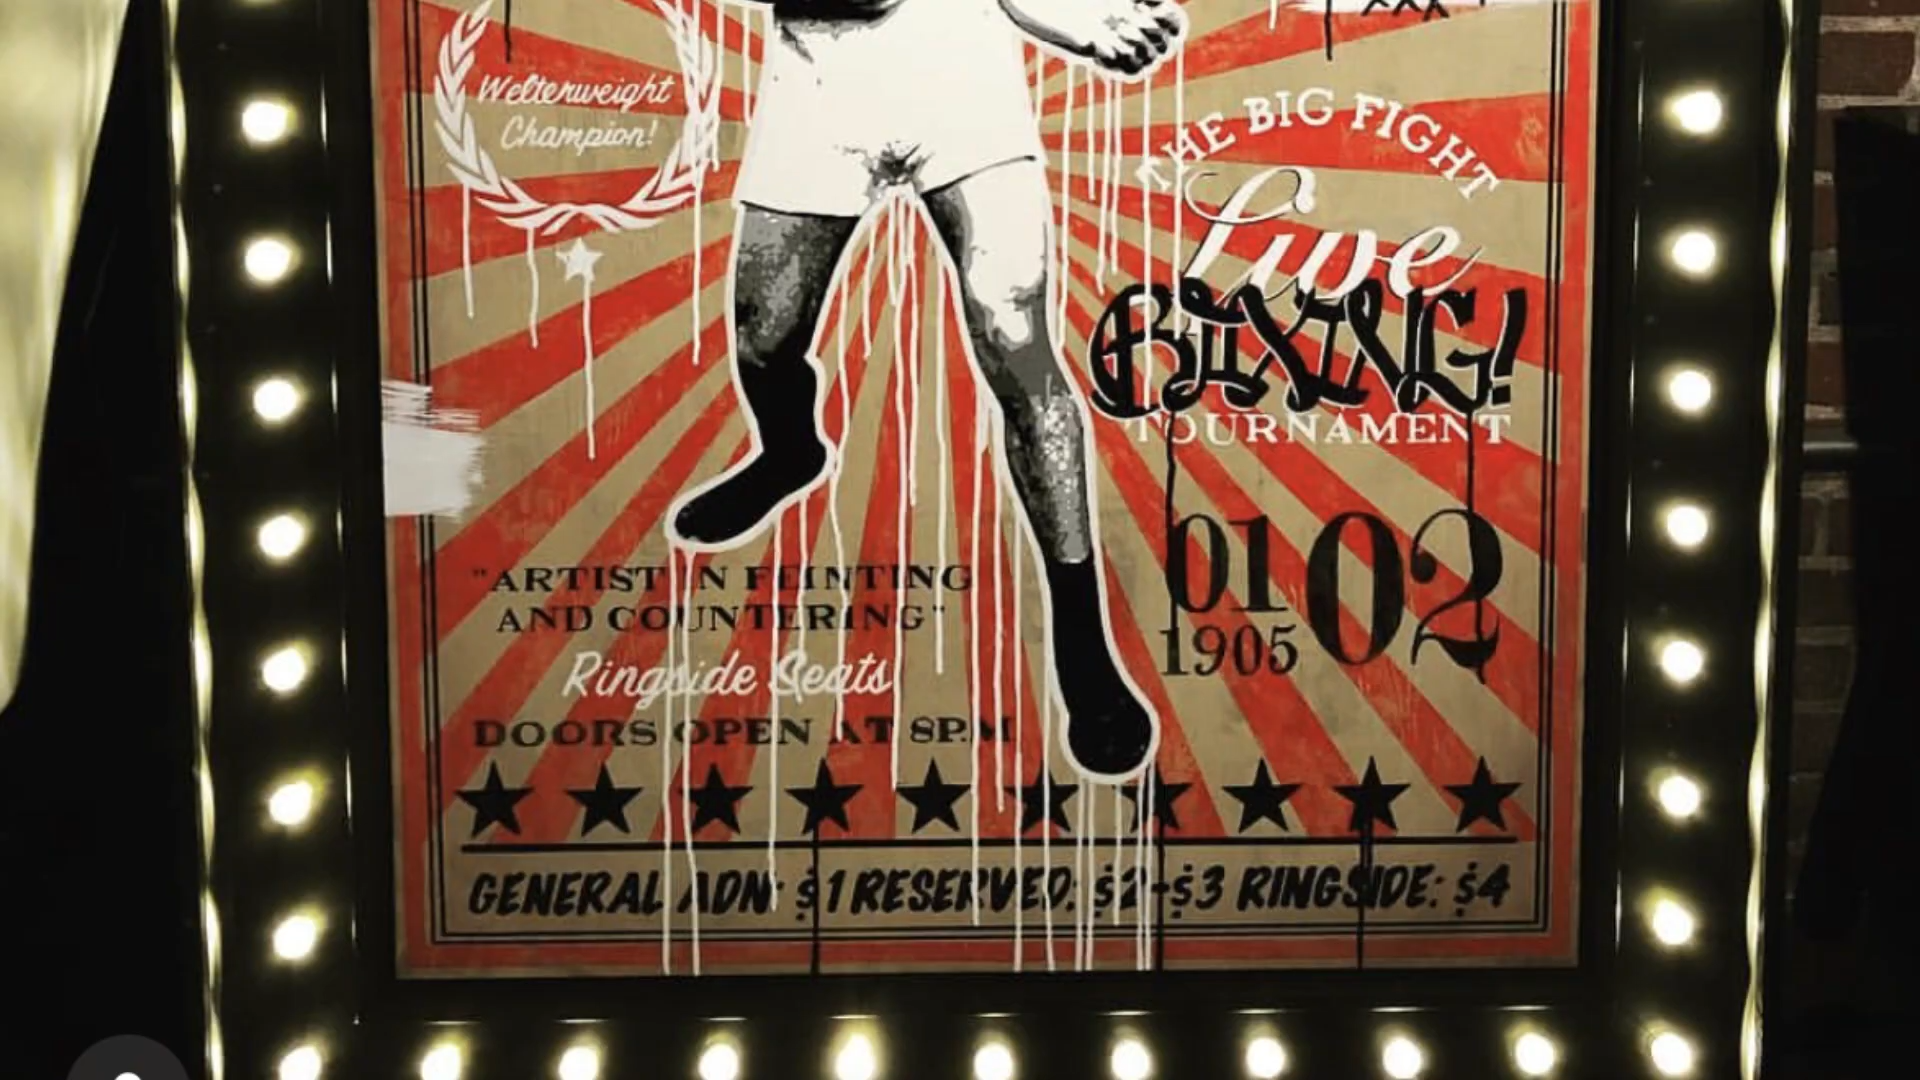 Welterweight
Champion!
THE BIG FIGHT
Live
BOXING!
TOURNAMENT
01 02
1905
"ARTIST IN FEINTING
AND COUNTERING"
Ringside Seats
DOORS OPEN AT 8P.M
GENERAL ADN: $1 RESERVED: $2-$3 RINGSIDE: $4